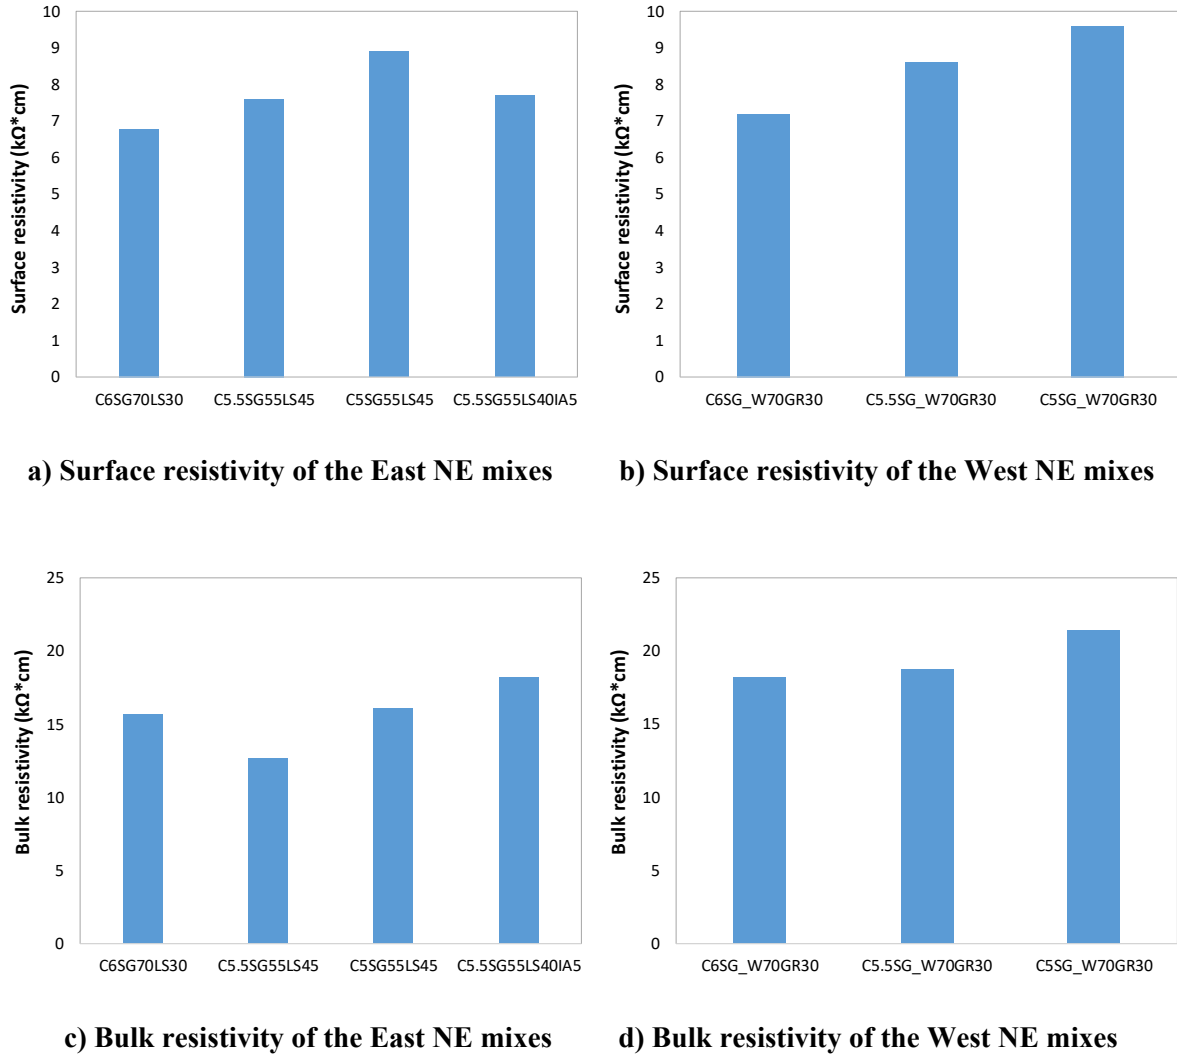 Surface resistivity (kΩ*cm)
10
9
8
7
6
5
4
3
2
1
0
C6SG70LS30 C5.5SG55LS45 C5SG55LS45 C5.5SG55LS40IA5
a) Surface resistivity of the East NE mixes
Surface resistivity (kΩ*cm)
10
9
8
7
6
5
4
3
2
1
0
C6SG_W70GR30 C5.5SG_W70GR30 C5SG_W70GR30
b) Surface resistivity of the West NE mixes
Bulk resistivity (kΩ*cm)
25
20
15
10
5
0
C6SG70LS30 C5.5SG55LS45 C5SG55LS45 C5.5SG55LS40IA5
c) Bulk resistivity of the East NE mixes
Bulk resistivity (kΩ*cm)
25
20
15
10
5
0
C6SG_W70GR30 C5.5SG_W70GR30 C5SG_W70GR30
d) Bulk resistivity of the West NE mixes